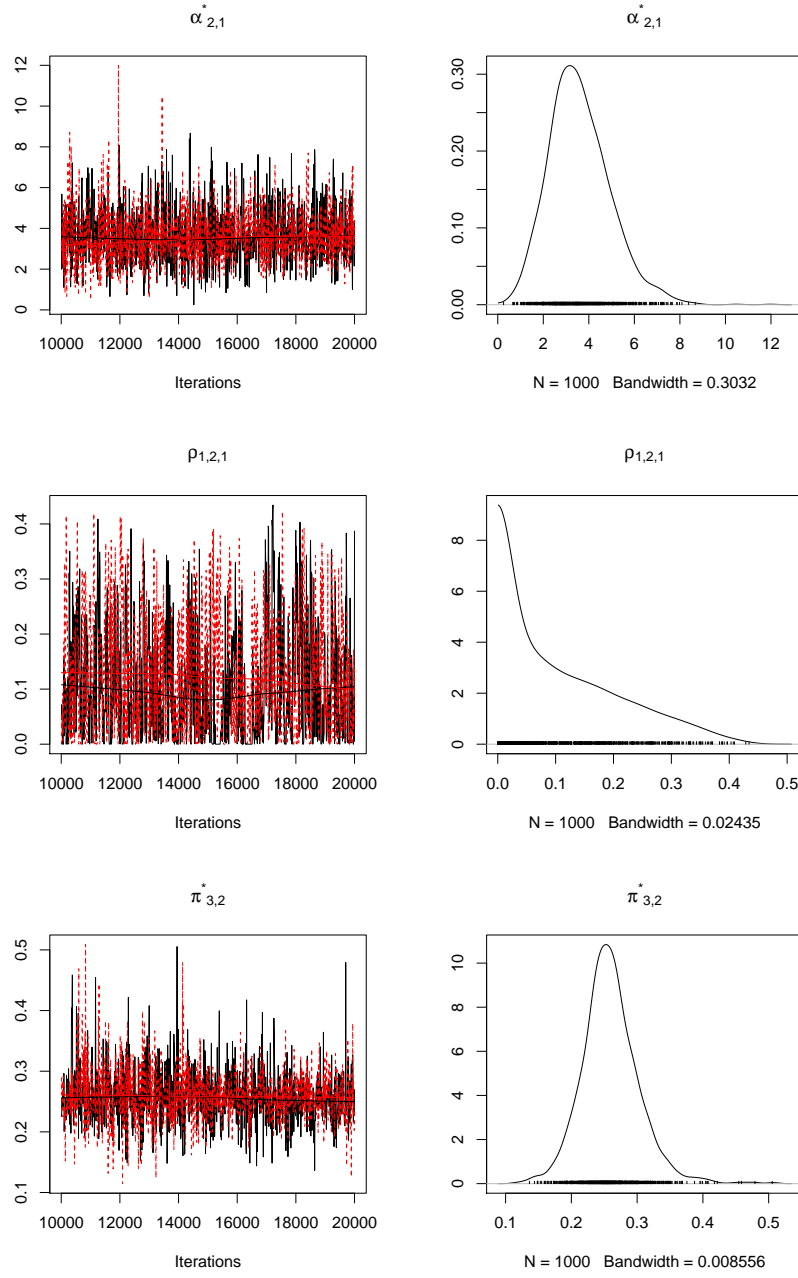 α*2,1 α*2,1
12
10
8
6
4
2
0
10000 12000 14000 16000 18000 20000
Iterations
0.30
0.20
0.10
0.00
0 2 4 6 8 10 12
N = 1000 Bandwidth = 0.3032
ρ1,2,1 ρ1,2,1
0.4
0.3
0.2
0.1
0.0
10000 12000 14000 16000 18000 20000
Iterations
8
6
4
2
0
0.0 0.1 0.2 0.3 0.4 0.5
N = 1000 Bandwidth = 0.02435
π*3,2 π*3,2
0.5
0.4
0.3
0.2
0.1
10000 12000 14000 16000 18000 20000
Iterations
10
8
6
4
2
0
0.1 0.2 0.3 0.4 0.5
N = 1000 Bandwidth = 0.008556